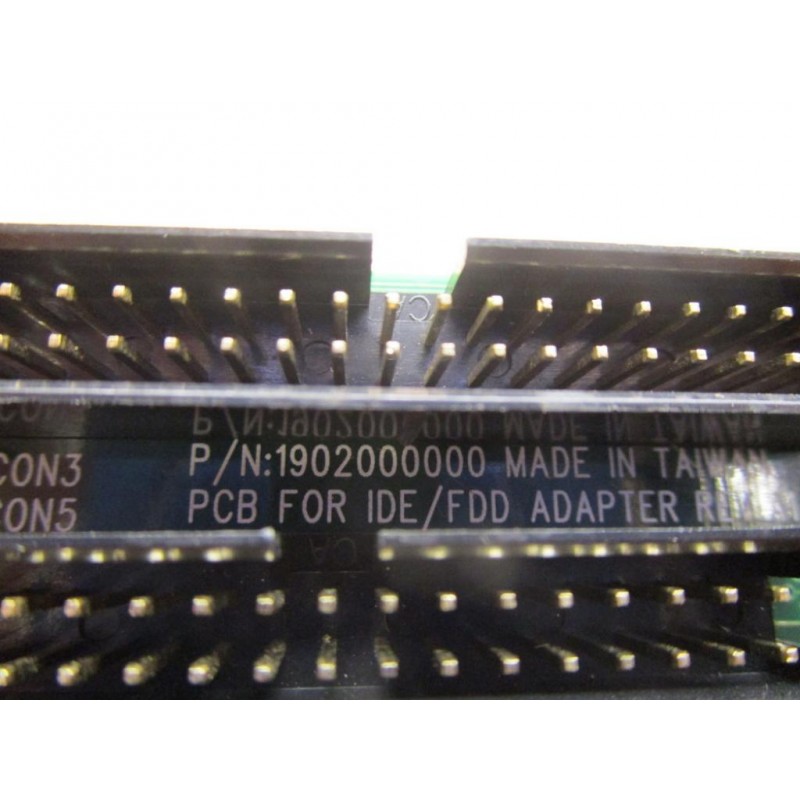 CON3 P/N:1902000000 MADE IN TAIWAN
CON5 PCB FOR IDE/FDD ADAPTER